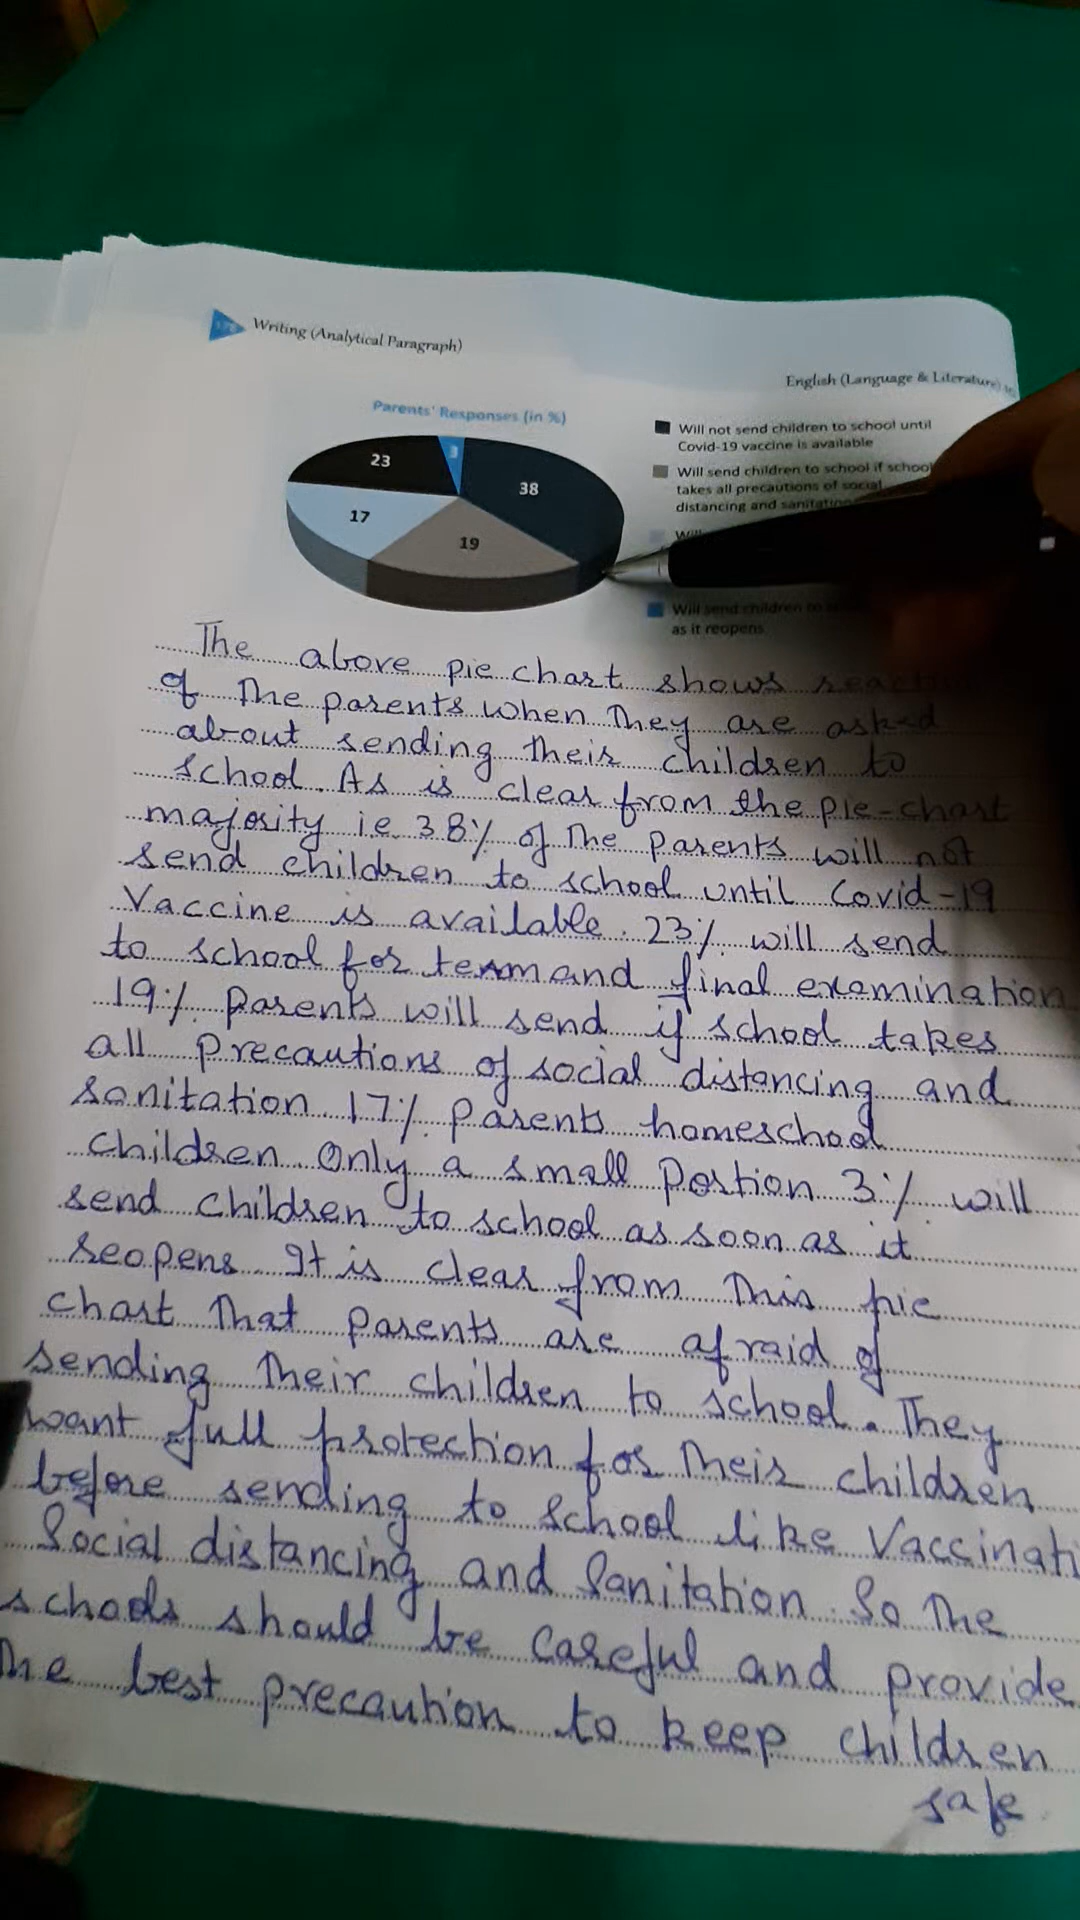 Writing (Analytical Paragraph)
English (Language & Literature)
Parents' Responses (in %)
23
3
38
17
19
Will not send children to school until
Covid-19 vaccine is available
Will send children to school if school
takes all precautions of social
distancing and sanitation
Will send children to
as it reopens
The above pie chart shows
of the parents when they are asked
about sending their children to
school. As is clear from the pie-chart
majority ie. 38% of the parents will not
send children to school until Covid-19
Vaccine is available. 23% will send
to school for term and final examination
19% parents will send if school takes
all precautions of social distancing and
sanitation. 17% parents homeschool
children. Only a small portion 3% will
send children to school as soon as it
reopens. It is clear from this pie
chart that parents are afraid of
sending their children to school. They
want full protection for their children
before sending to school like Vaccinati
Social distancing and Sanitation. So the
schools should be careful and provide
the best precaution to keep children
safe.